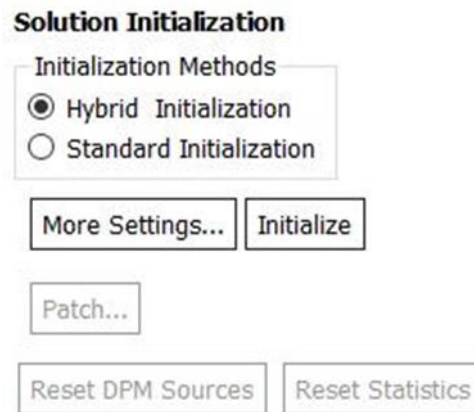 Solution Initialization
Initialization Methods
Hybrid Initialization
Standard Initialization
More Settings... Initialize
Patch...
Reset DPM Sources Reset Statistics